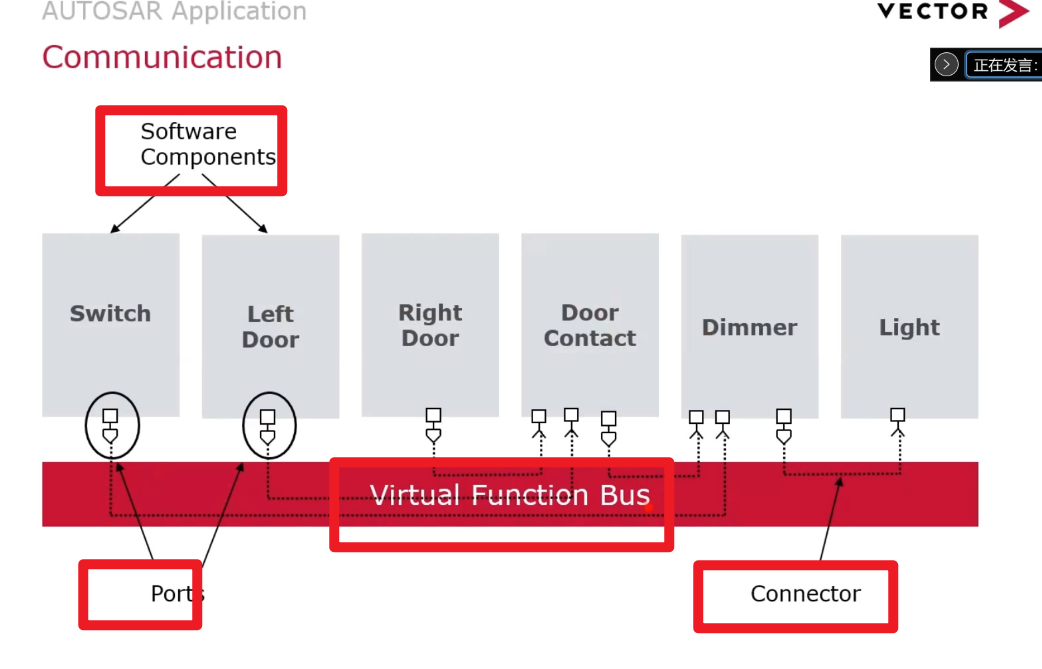 AUTOSAR Application
VECTOR
Communication
正在发言:
Software
Components
Switch
Left
Door
Right
Door
Door
Contact
Dimmer
Light
Virtual Function Bus
Ports
Connector